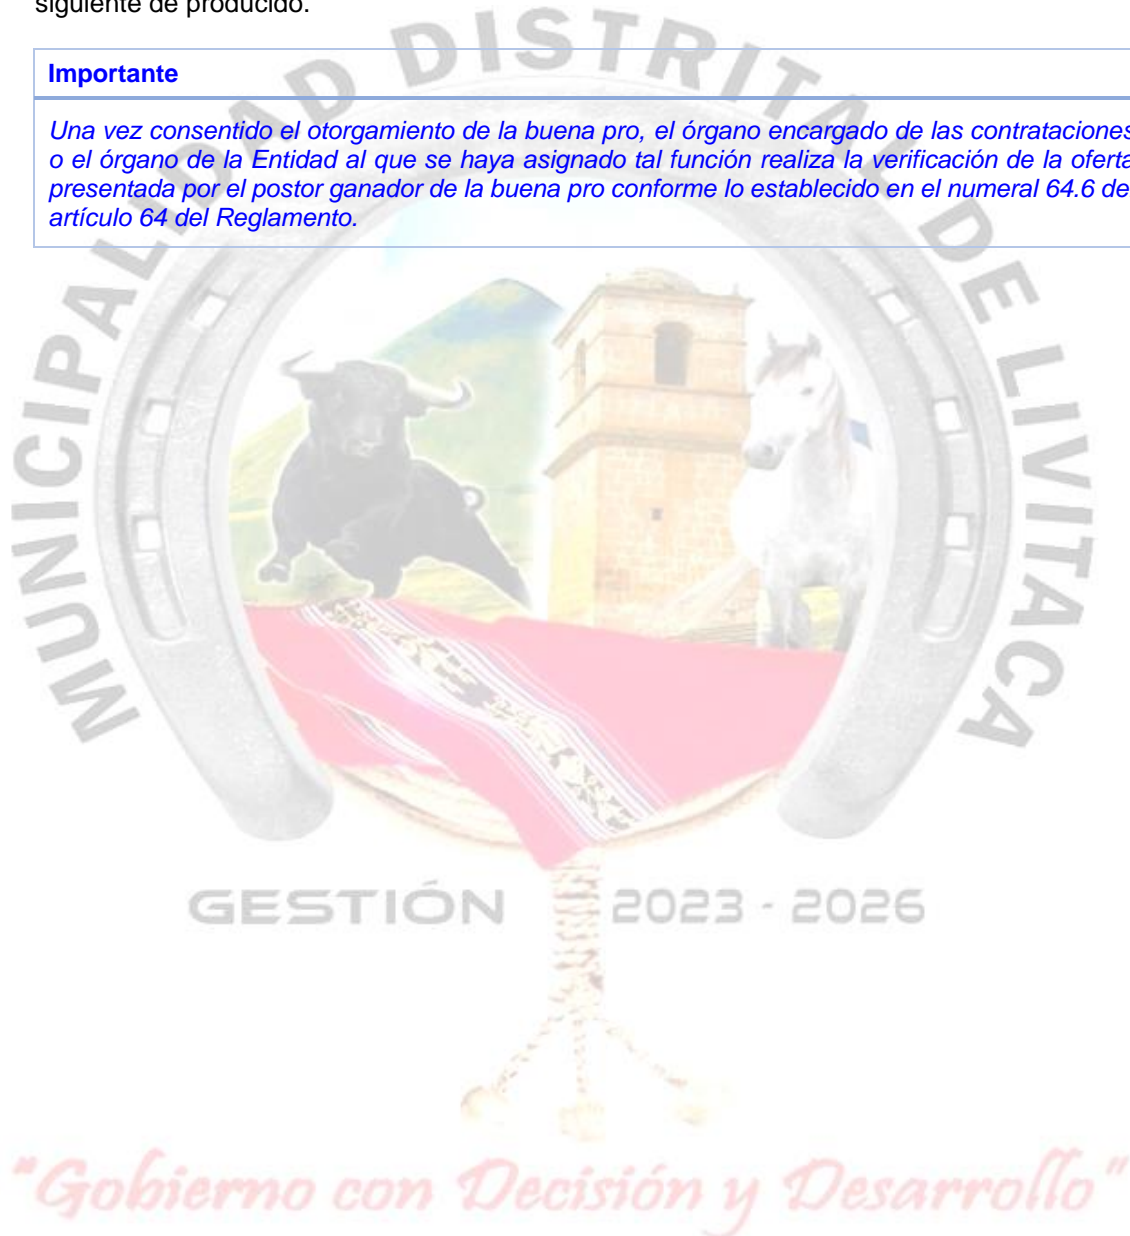 siguiente de producido.
Importante
Una vez consentido el otorgamiento de la buena pro, el órgano encargado de las contrataciones
o el órgano de la Entidad al que se haya asignado tal función realiza la verificación de la oferta
presentada por el postor ganador de la buena pro conforme lo establecido en el numeral 64.6 de
artículo 64 del Reglamento.
MUNICIPALIDAD DISTRITAL DE LIVITACA
GESTIÓN 2023 - 2026
"Gobierno con Decisión y Desarrollo"